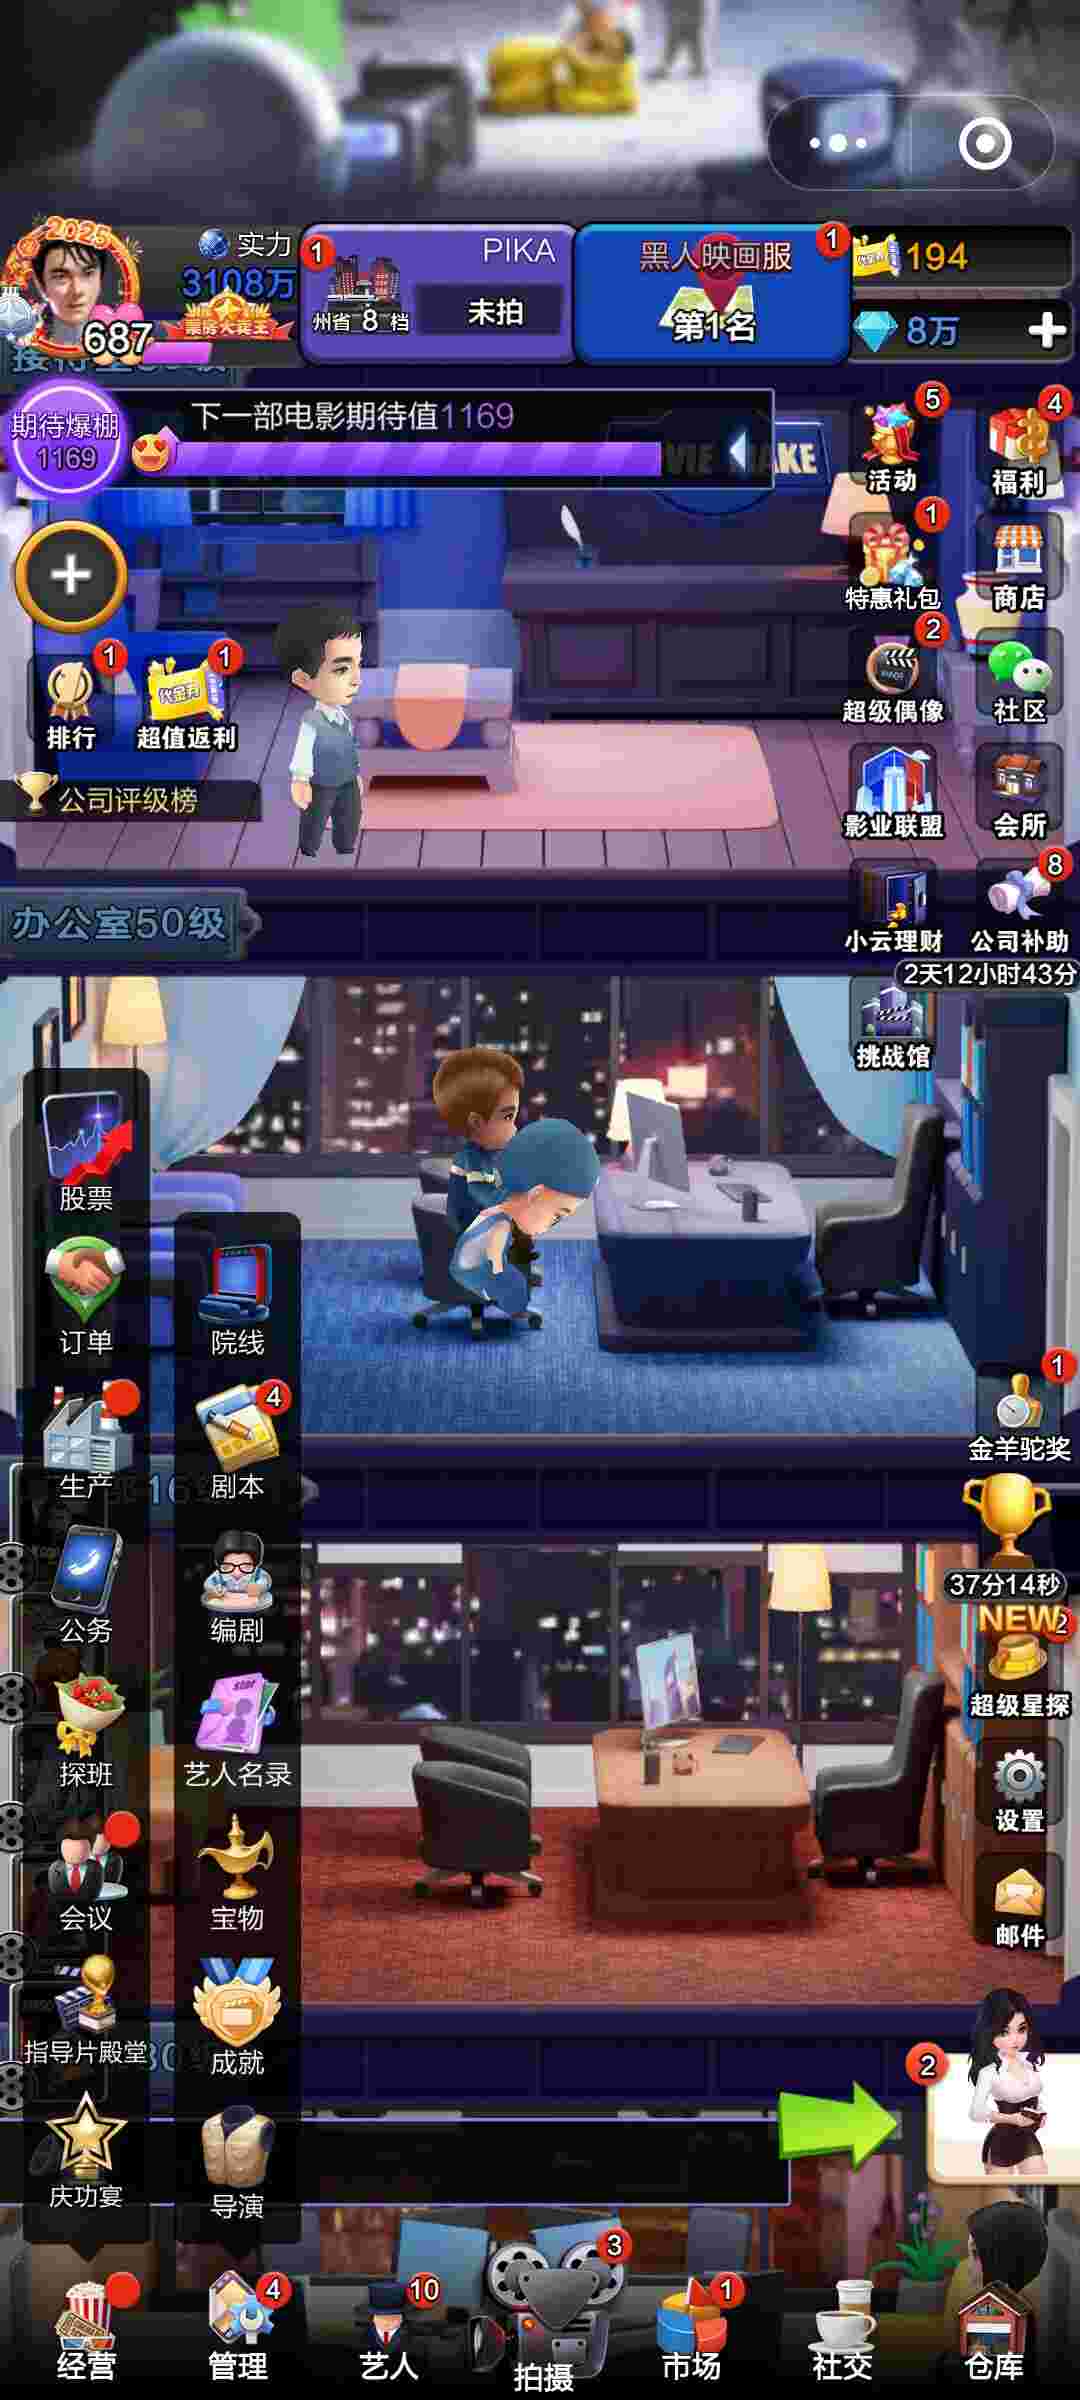 2025
实力
3108万
票房大卖王
687
1
PIKA
州省 8 档
未拍
黑人映画服
1
第1名
代金券
194
8万
期待爆棚
1169
下一部电影期待值1169
5
活动
4
福利
1
特惠礼包
商店
1
排行
1
代金券
超值返利
2
超级偶像
社区
公司评级榜
影业联盟
会所
办公室50级
小云理财
8
公司补助
2天12小时43分
挑战馆
股票
订单
院线
1
金羊驼奖
生产
4
剧本
37分14秒
NEW
2
超级星探
公务
编剧
探班
star
艺人名录
设置
会议
宝物
邮件
指导片殿堂
成就
2
庆功宴
导演
经营
4
管理
10
艺人
3
拍摄
1
市场
社交
仓库